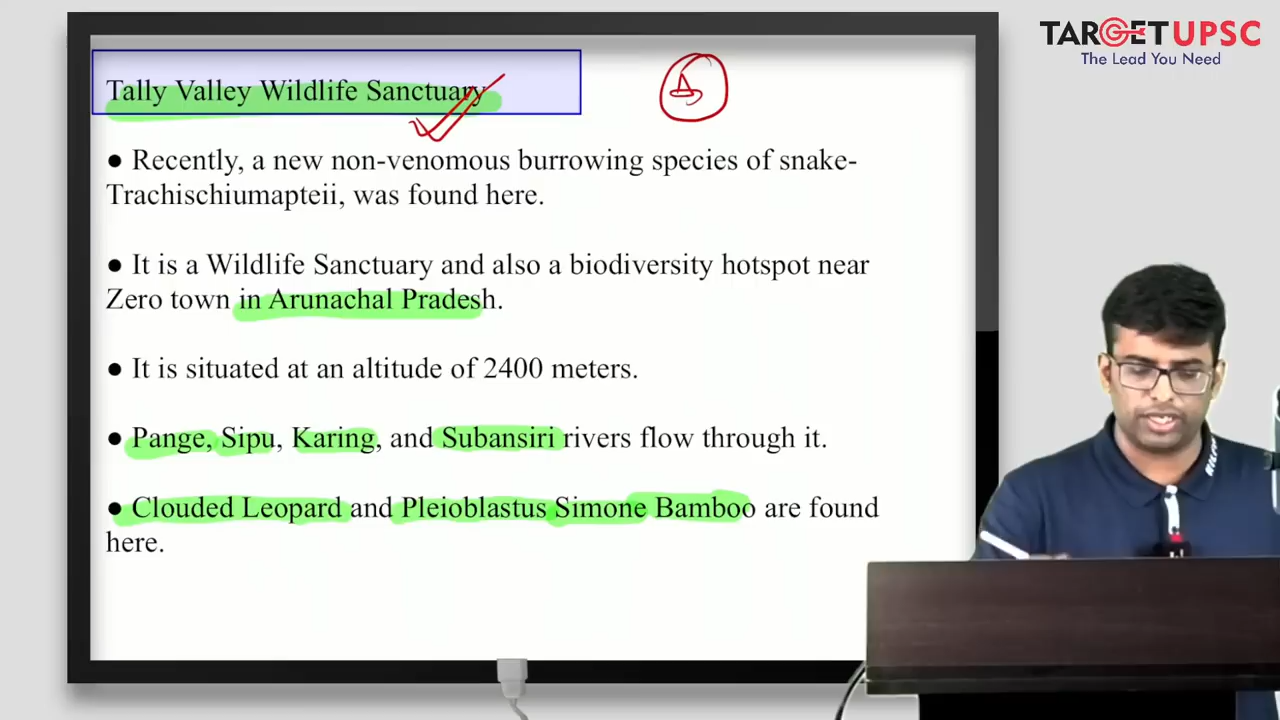 TARGET UPSC
The Lead You Need
Tally Valley Wildlife Sanctuary
● Recently, a new non-venomous burrowing species of snake-
Trachischiumapteii, was found here.
● It is a Wildlife Sanctuary and also a biodiversity hotspot near
Zero town in Arunachal Pradesh.
● It is situated at an altitude of 2400 meters.
● Pange, Sipu, Karing, and Subansiri rivers flow through it.
● Clouded Leopard and Pleioblastus Simone Bamboo are found
here.